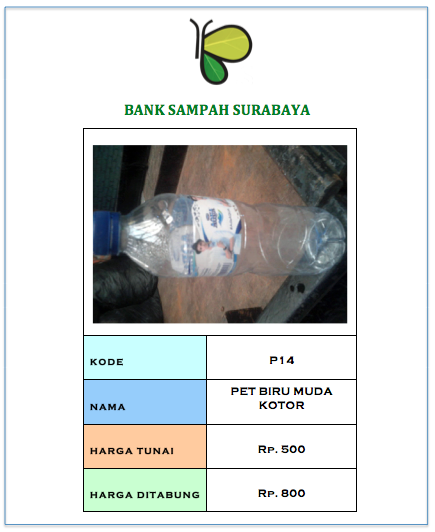 BANK SAMPAH SURABAYA
KODE
P14
NAMA
PET BIRU MUDA
KOTOR
HARGA TUNAI
Rp. 500
HARGA DITABUNG
Rp. 800